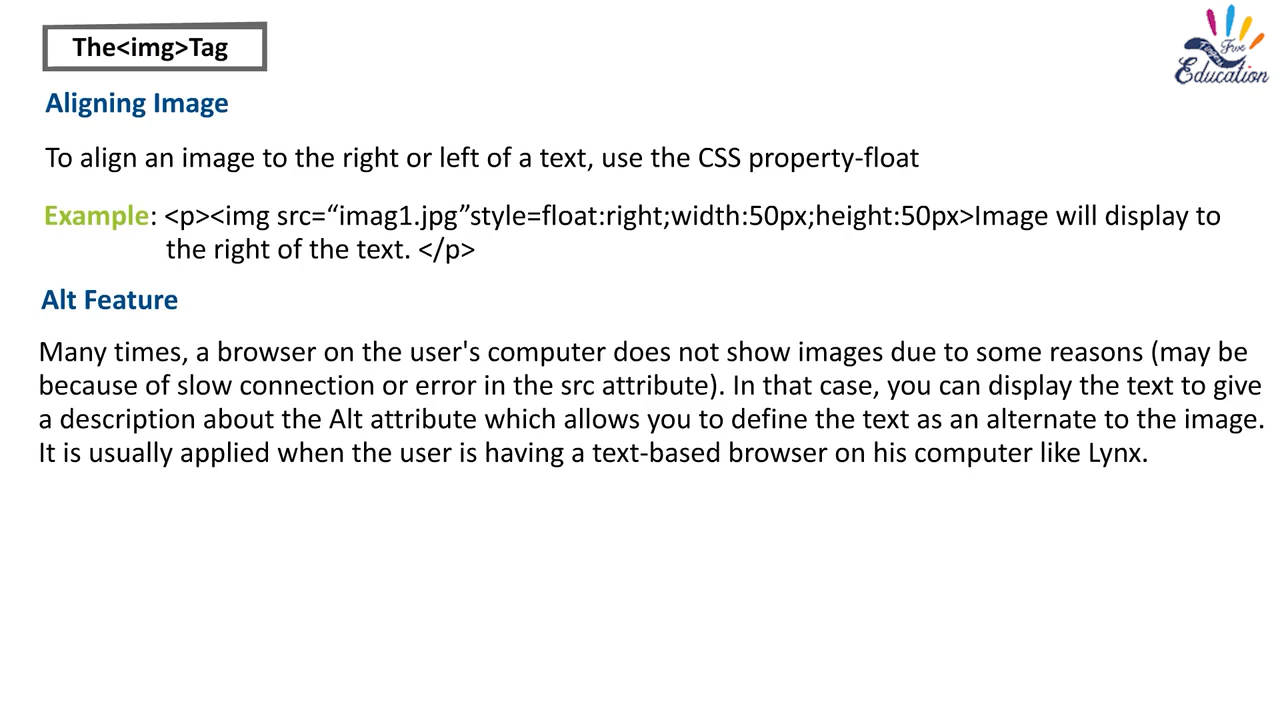 The<img>Tag
Five
Fingers
Education
Aligning Image
To align an image to the right or left of a text, use the CSS property-float
Example: <p><img src=“imag1.jpg”style=float:right;width:50px;height:50px>Image will display to
the right of the text. </p>
Alt Feature
Many times, a browser on the user's computer does not show images due to some reasons (may be
because of slow connection or error in the src attribute). In that case, you can display the text to give
a description about the Alt attribute which allows you to define the text as an alternate to the image.
It is usually applied when the user is having a text-based browser on his computer like Lynx.